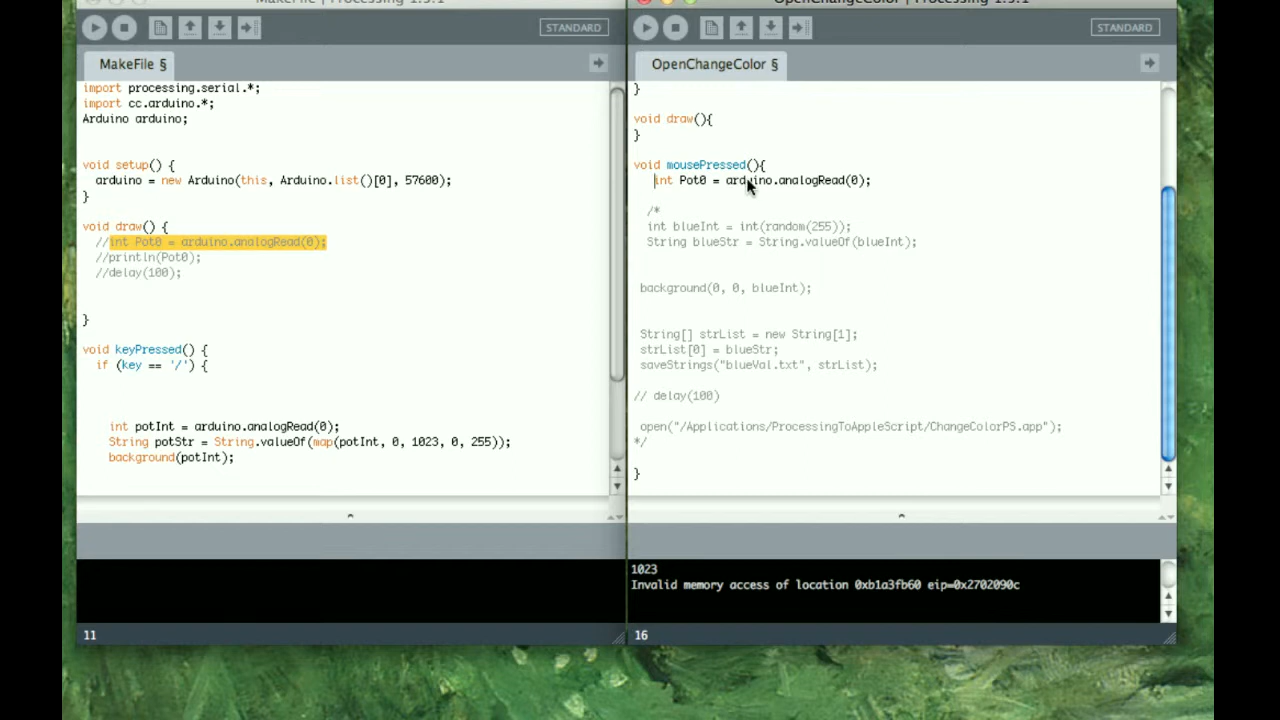 MakeFile | Processing 1.5.1
STANDARD
MakeFile §
import processing.serial.*;
import cc.arduino.*;
Arduino arduino;
void setup() {
arduino = new Arduino(this, Arduino.list()[0], 57600);
}
void draw() {
//int Pot0 = arduino.analogRead(0);
//println(Pot0);
//delay(100);
}
void keyPressed() {
if (key == '/') {
int potInt = arduino.analogRead(0);
String potStr = String.valueOf(map(potInt, 0, 1023, 0, 255));
background(potInt);
11
OpenChangeColor | Processing 1.5.1
STANDARD
OpenChangeColor §
}
void draw(){
}
void mousePressed(){
int Pot0 = arduino.analogRead(0);
/*
int blueInt = int(random(255));
String blueStr = String.valueOf(blueInt);
background(0, 0, blueInt);
String[] strList = new String[1];
strList[0] = blueStr;
saveStrings("blueVal.txt", strList);
// delay(100)
open("/Applications/ProcessingToAppleScript/ChangeColorPS.app");
*/
}
1023
Invalid memory access of location 0xb1a3fb60 eip=0x2702090c
16